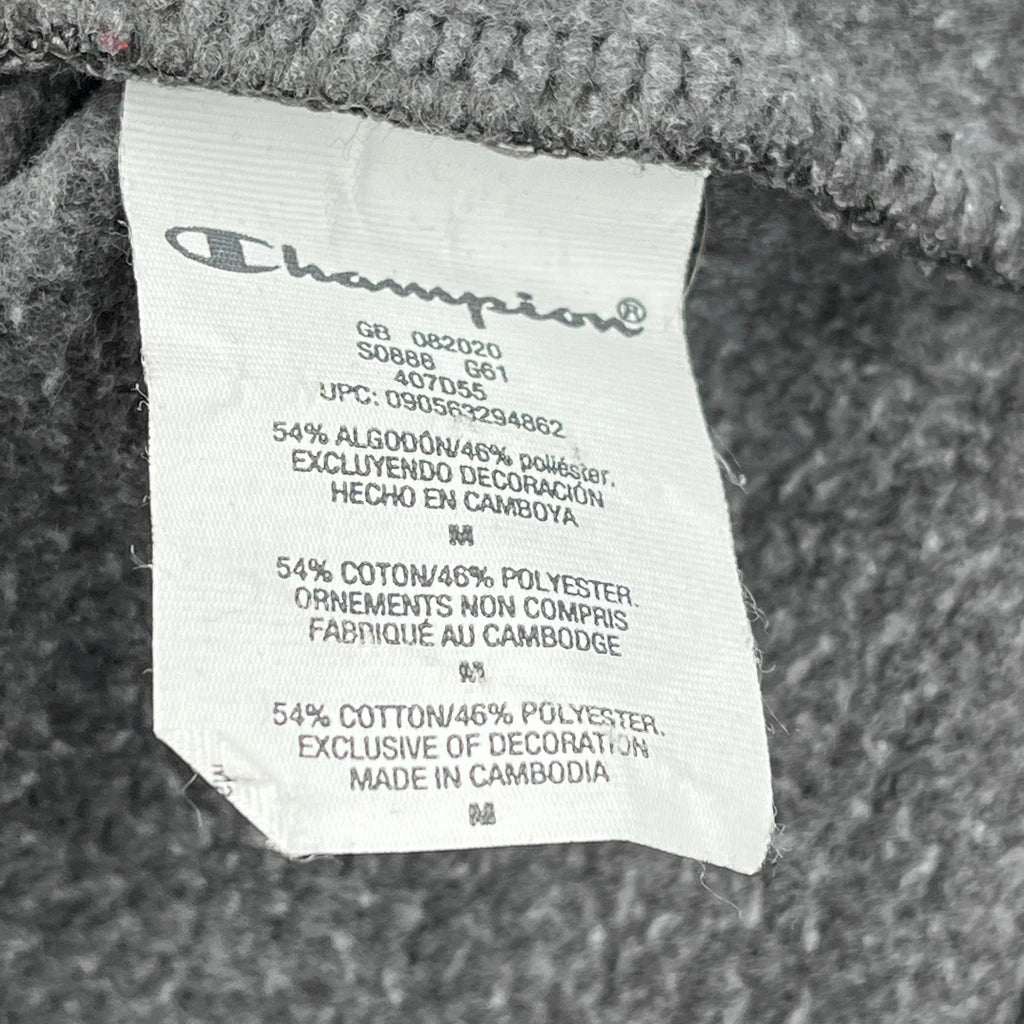 Champion®
GB 082020
S0888 G61
407D55
UPC: 090563294862
54% ALGODÓN/46% poliéster.
EXCLUYENDO DECORACIÓN
HECHO EN CAMBOYA
M
54% COTON/46% POLYESTER.
ORNEMENTS NON COMPRIS
FABRIQUÉ AU CAMBODGE
M
54% COTTON/46% POLYESTER.
EXCLUSIVE OF DECORATION
MADE IN CAMBODIA
M